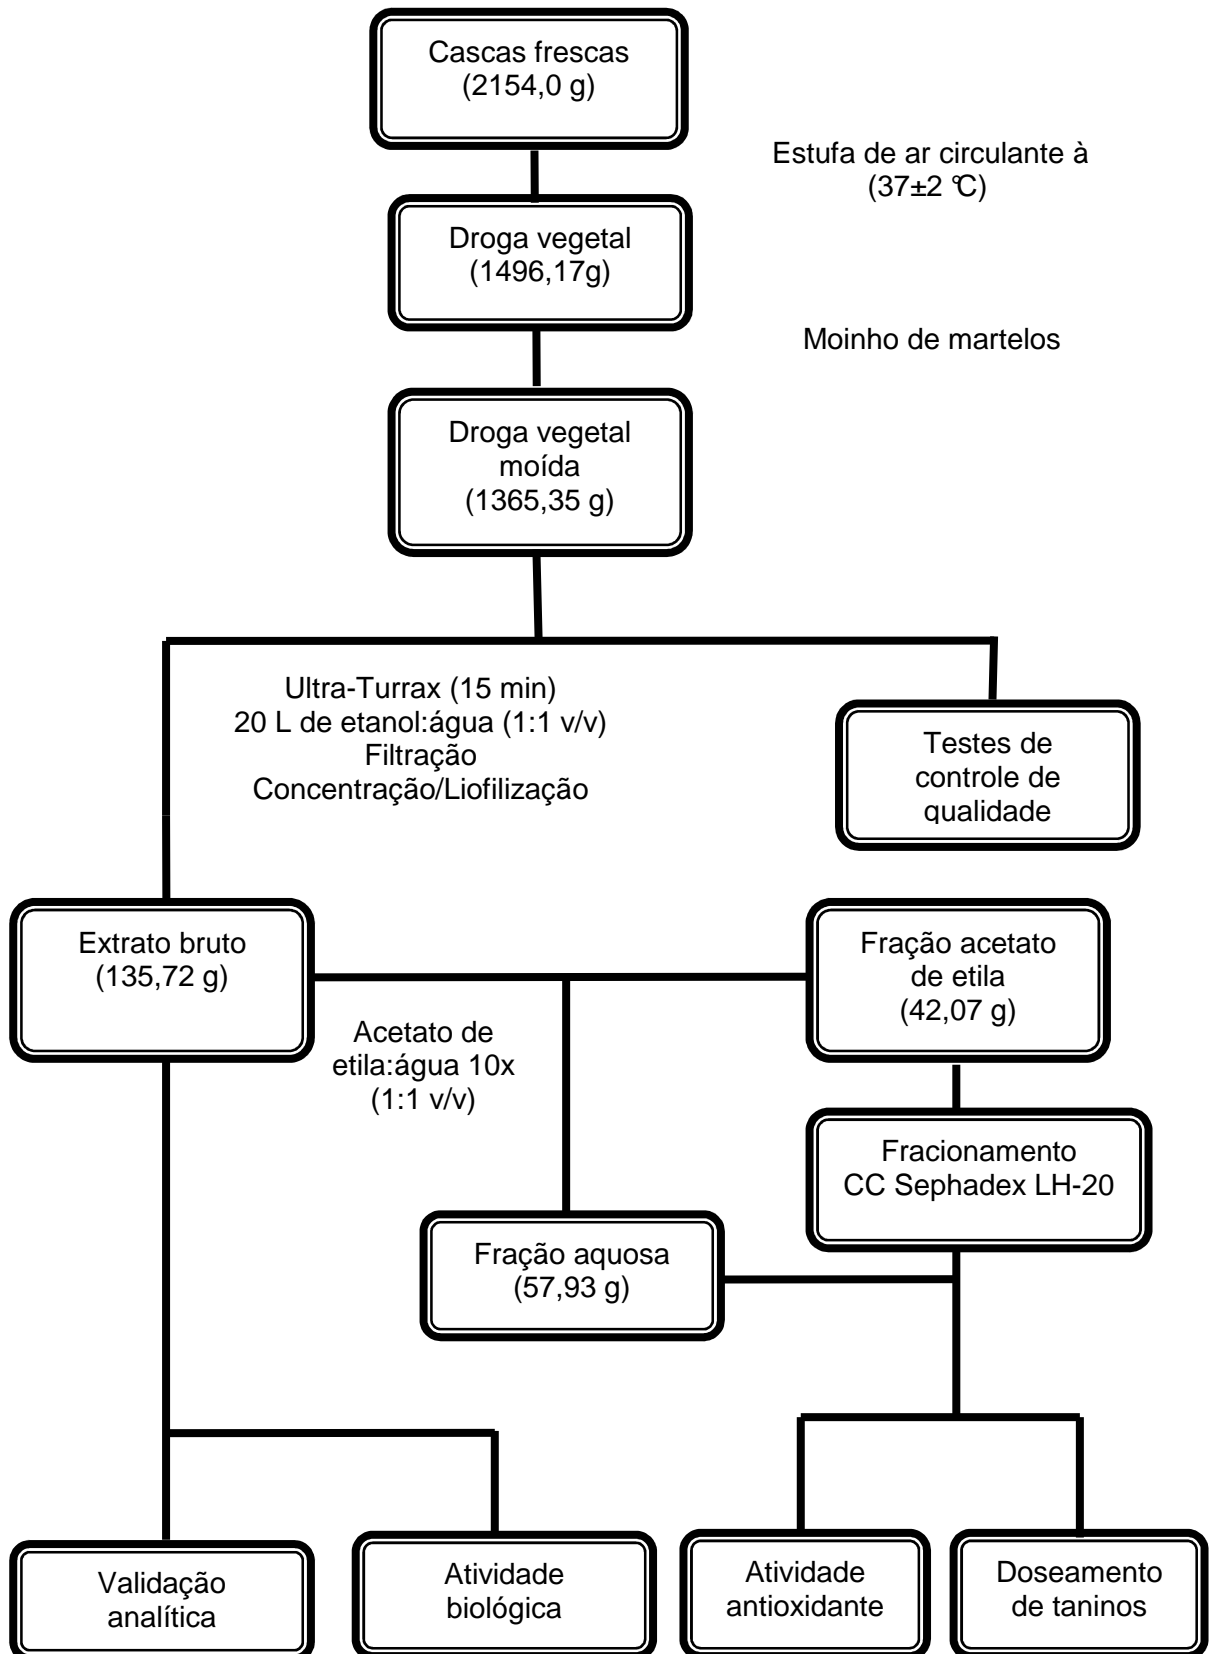 Cascas frescas
(2154,0 g)
Estufa de ar circulante à
(37±2 °C)
Droga vegetal
(1496,17g)
Moinho de martelos
Droga vegetal
moída
(1365,35 g)
Ultra-Turrax (15 min)
20 L de etanol:água (1:1 v/v)
Filtração
Concentração/Liofilização
Testes de
controle de
qualidade
Extrato bruto
(135,72 g)
Fração acetato
de etila
(42,07 g)
Acetato de
etila:água 10x
(1:1 v/v)
Fracionamento
CC Sephadex LH-20
Fração aquosa
(57,93 g)
Validação
analítica
Atividade
biológica
Atividade
antioxidante
Doseamento
de taninos